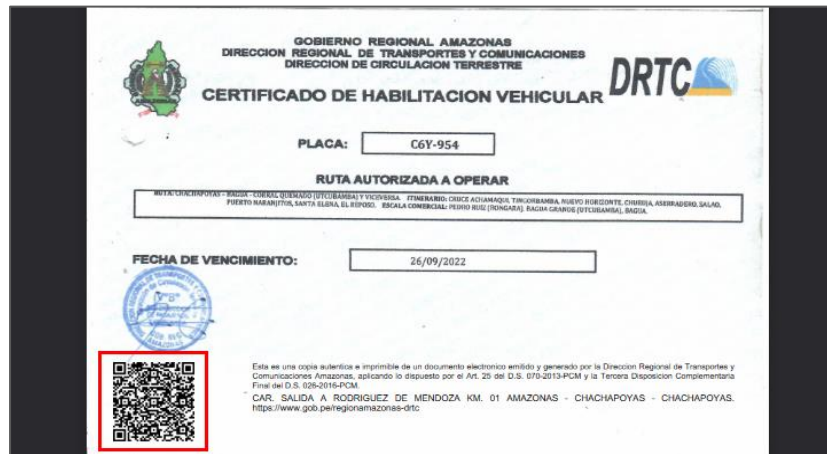 GOBIERNO REGIONAL AMAZONAS
DIRECCION REGIONAL DE TRANSPORTES Y COMUNICACIONES
DIRECCION DE CIRCULACION TERRESTRE
DRTC
CERTIFICADO DE HABILITACION VEHICULAR
PLACA: C6Y-954
RUTA AUTORIZADA A OPERAR
RUTA: CHACHAPOYAS - BAGUA - CORRAL QUEMADO (UTCUBAMBA) Y VICEVERSA. ITINERARIO: CRUCE ACHAMAQUI, TINGORBAMBA, NUEVO HORIZONTE, CHURUJA, ASERRADERO, SALAO,
PUERTO NARANJITOS, SANTA ELENA, EL REPOSO. ESCALA COMERCIAL: PEDRO RUIZ (BONGARA), BAGUA GRANDE (UTCUBAMBA), BAGUA.
FECHA DE VENCIMIENTO: 26/09/2022
V°B°
Esta es una copia autentica e imprimible de un documento electronico emitido y generado por la Direccion Regional de Transportes y
Comunicaciones Amazonas, aplicando lo dispuesto por el Art. 25 del D.S. 070-2013-PCM y la Tercera Disposicion Complementaria
Final del D.S. 026-2016-PCM.
CAR. SALIDA A RODRIGUEZ DE MENDOZA KM. 01 AMAZONAS - CHACHAPOYAS - CHACHAPOYAS.
https://www.gob.pe/regionamazonas-drtc